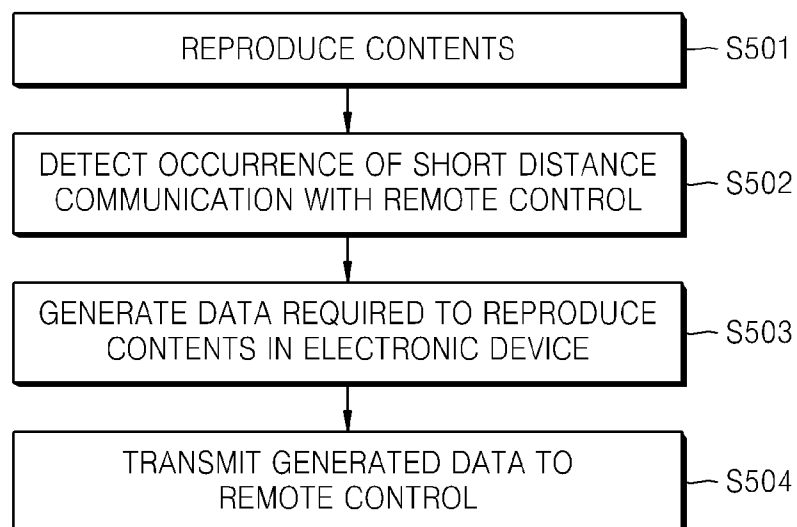 REPRODUCE CONTENTS
S501
DETECT OCCURRENCE OF SHORT DISTANCE
COMMUNICATION WITH REMOTE CONTROL
S502
GENERATE DATA REQUIRED TO REPRODUCE
CONTENTS IN ELECTRONIC DEVICE
S503
TRANSMIT GENERATED DATA TO
REMOTE CONTROL
S504